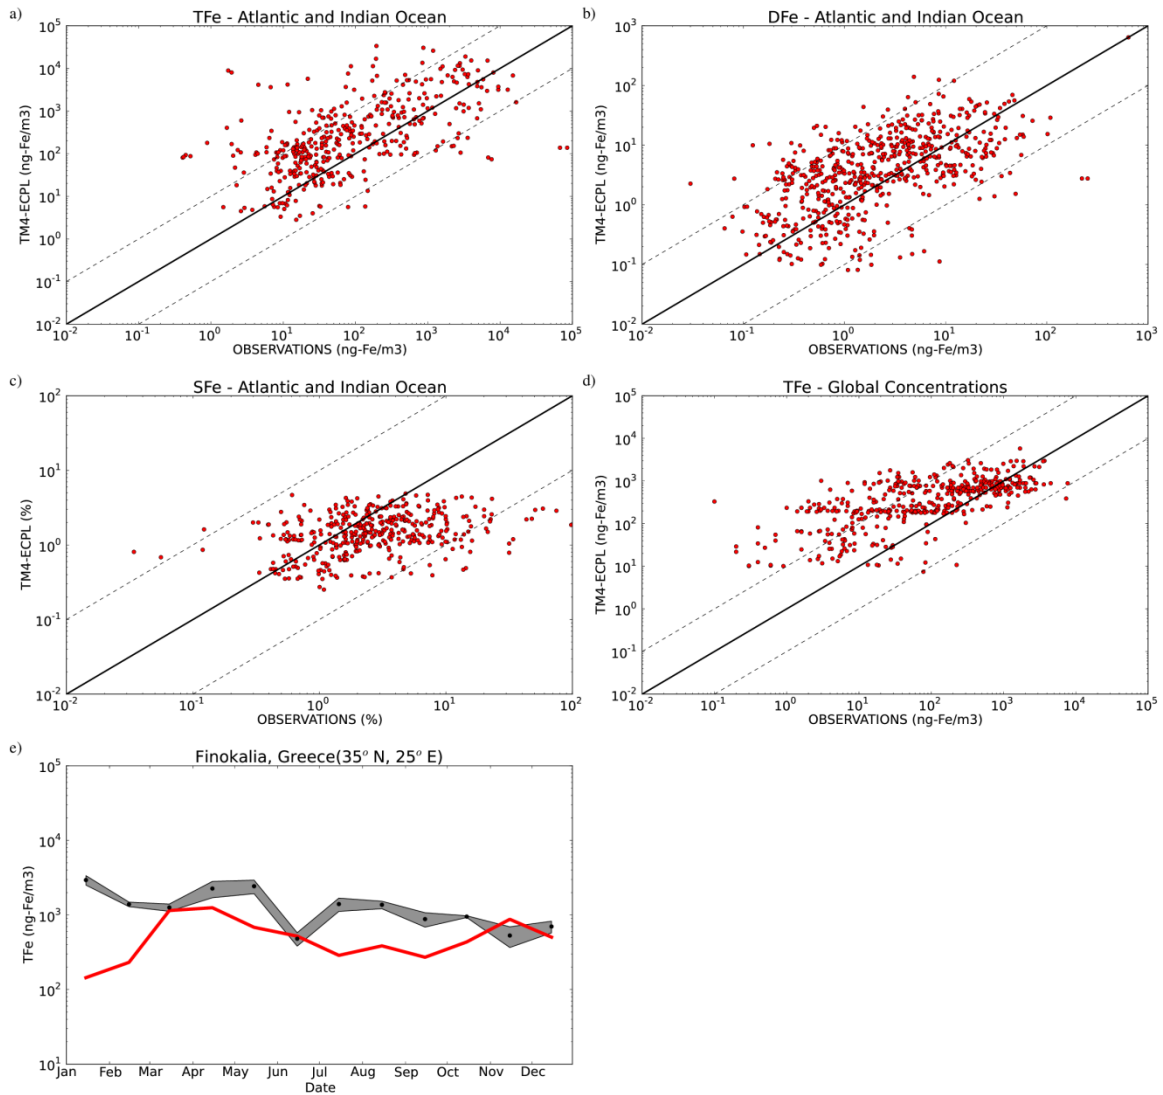 a)
TFe - Atlantic and Indian Ocean
10^5
10^4
10^3
10^2
10^1
10^0
10^-1
10^-2
TM4-ECPL (ng-Fe/m3)
10^-2 10^-1 10^0 10^1 10^2 10^3 10^4 10^5
OBSERVATIONS (ng-Fe/m3)
b)
DFe - Atlantic and Indian Ocean
10^3
10^2
10^1
10^0
10^-1
10^-2
TM4-ECPL (ng-Fe/m3)
10^-2 10^-1 10^0 10^1 10^2 10^3
OBSERVATIONS (ng-Fe/m3)
c)
SFe - Atlantic and Indian Ocean
10^2
10^1
10^0
10^-1
10^-2
TM4-ECPL (%)
10^-2 10^-1 10^0 10^1 10^2
OBSERVATIONS (%)
d)
TFe - Global Concentrations
10^5
10^4
10^3
10^2
10^1
10^0
10^-1
10^-2
TM4-ECPL (ng-Fe/m3)
10^-2 10^-1 10^0 10^1 10^2 10^3 10^4 10^5
OBSERVATIONS (ng-Fe/m3)
e)
Finokalia, Greece(35° N, 25° E)
10^5
10^4
10^3
10^2
10^1
TFe (ng-Fe/m3)
Jan Feb Mar Apr May Jun Jul Aug Sep Oct Nov Dec
Date